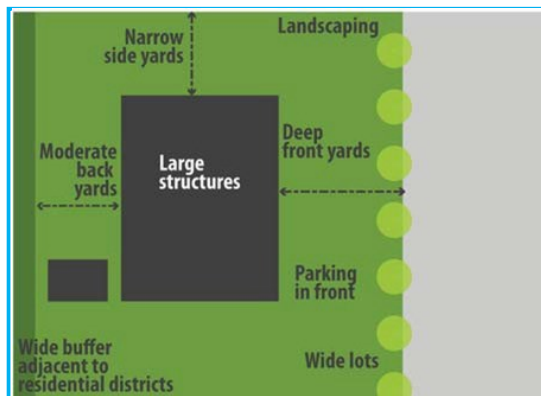 Narrow
side yards
Landscaping
Moderate
back
yards
Large
structures
Deep
front yards
Parking
in front
Wide buffer
adjacent to
residential districts
Wide lots